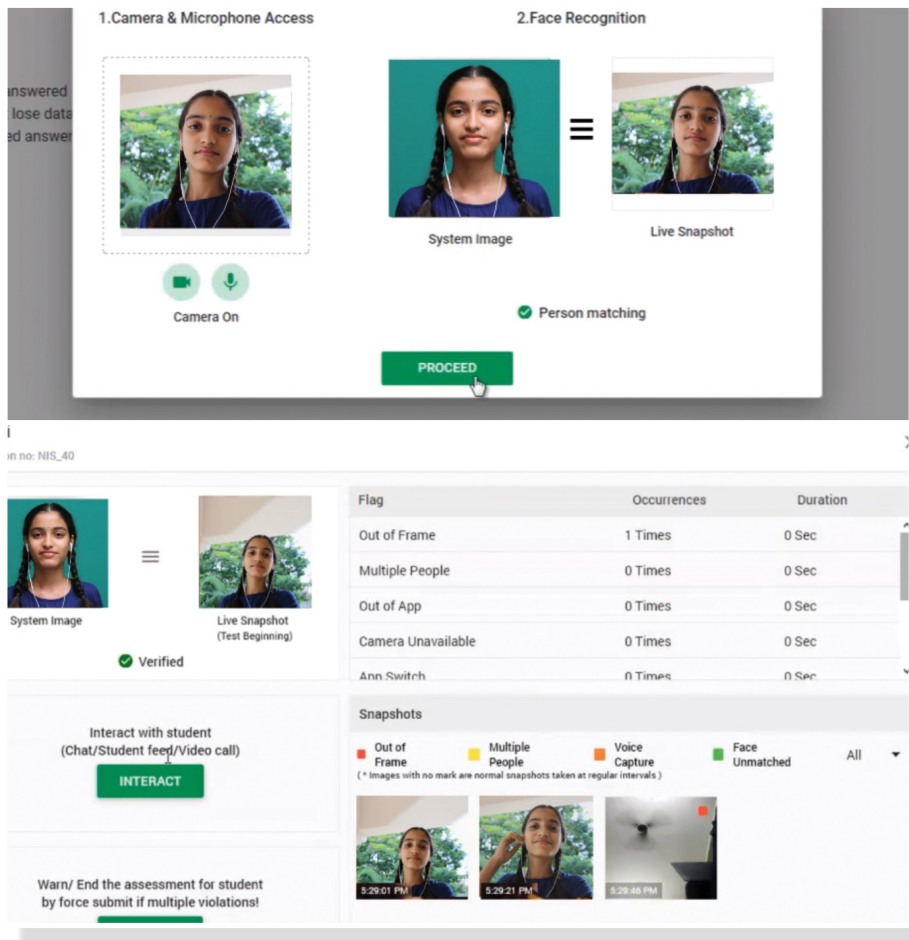 1.Camera & Microphone Access
2.Face Recognition
answered
lose data
ed answer
System Image
Live Snapshot
Camera On
Person matching
PROCEED
i
on no: NIS_40
System Image
Live Snapshot
(Test Beginning)
Verified
Flag Occurrences Duration
Out of Frame 1 Times 0 Sec
Multiple People 0 Times 0 Sec
Out of App 0 Times 0 Sec
Camera Unavailable 0 Times 0 Sec
App Switch 0 Times 0 Sec
Interact with student
(Chat/Student feed/Video call)
INTERACT
Warn/ End the assessment for student
by force submit if multiple violations!
Snapshots
Out of
Frame
Multiple
People
Voice
Capture
Face
Unmatched
All
( * Images with no mark are normal snapshots taken at regular intervals )
5:29:01 PM
5:29:21 PM
5:29:46 PM